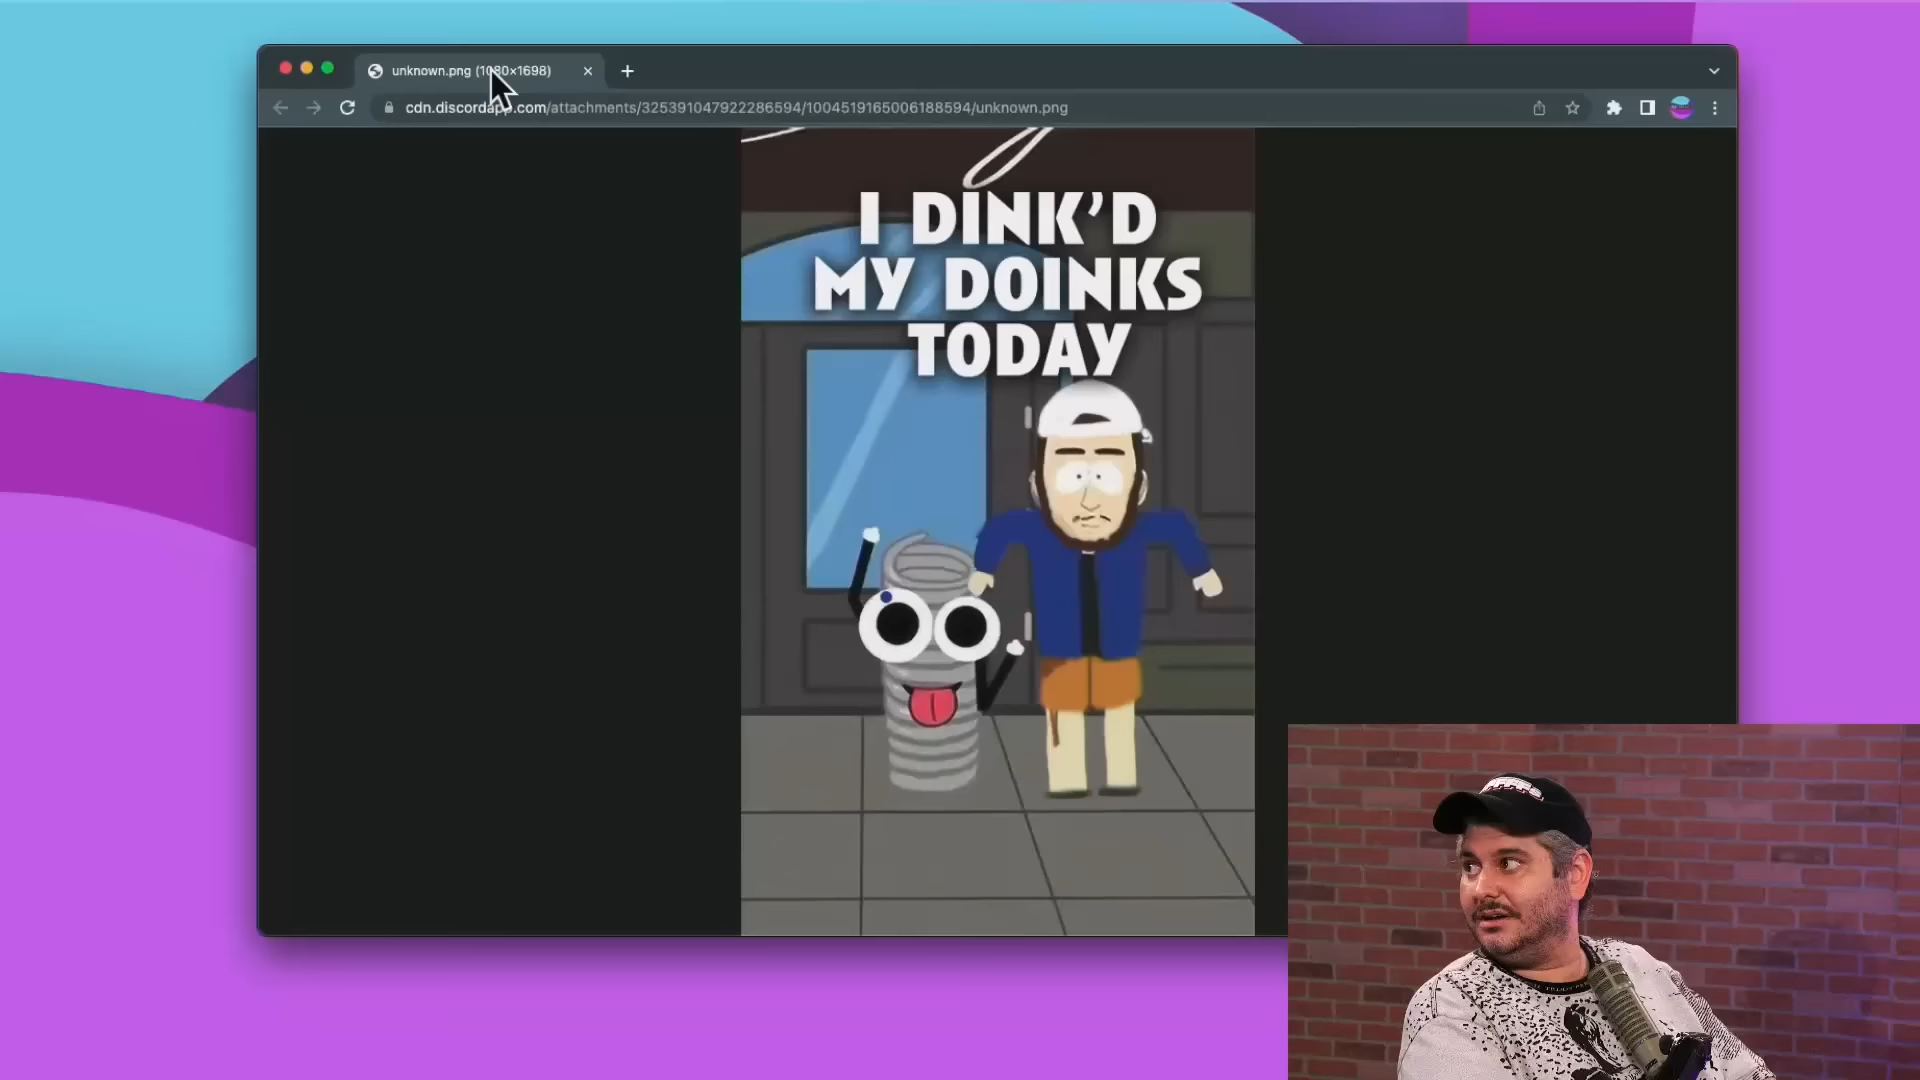 unknown.png (1080×1698)
cdn.discordapp.com/attachments/325391047922286594/1004519165006188594/unknown.png
I DINK'D
MY DOINKS
TODAY